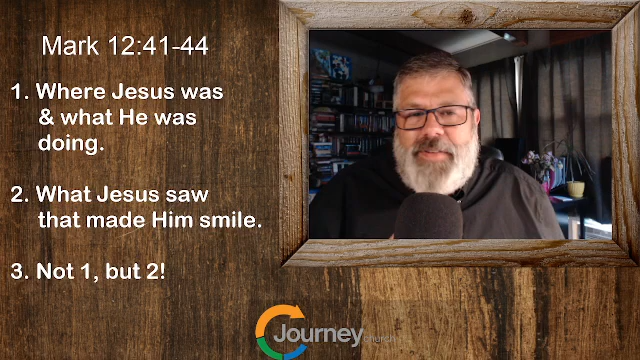 Mark 12:41-44
1. Where Jesus was
& what He was
doing.
2. What Jesus saw
that made Him smile.
3. Not 1, but 2!
Journey church